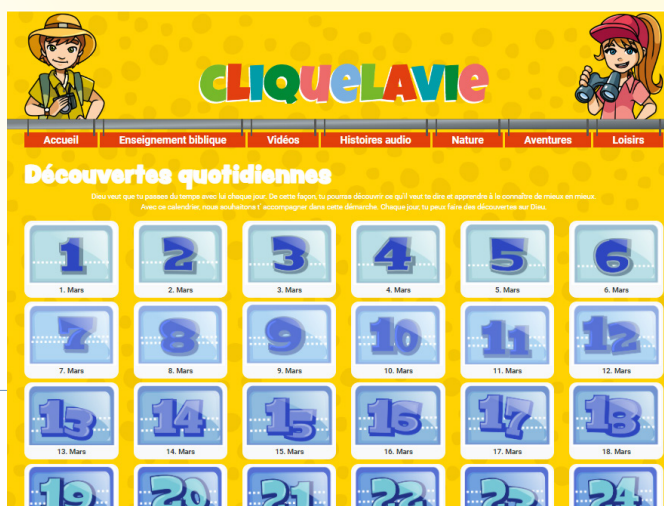 CLIQUELAVIE
Accueil Enseignement biblique Vidéos Histoires audio Nature Aventures Loisirs
Découvertes quotidiennes
Dieu veut que tu passes du temps avec lui chaque jour. De cette façon, tu pourras découvrir ce qu'il veut te dire et apprendre à le connaître de mieux en mieux.
Avec ce calendrier, nous souhaitons t'accompagner dans cette démarche. Chaque jour, tu peux faire des découvertes sur Dieu.
1 2 3 4 5 6
1. Mars 2. Mars 3. Mars 4. Mars 5. Mars 6. Mars
7 8 9 10 11 12
7. Mars 8. Mars 9. Mars 10. Mars 11. Mars 12. Mars
13 14 15 16 17 18
13. Mars 14. Mars 15. Mars 16. Mars 17. Mars 18. Mars
19 20 21 22 23 24